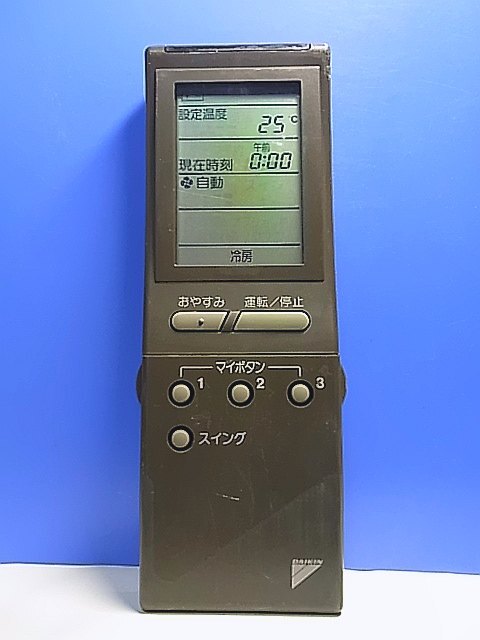 設定温度
25℃
午前
現在時刻 0:00
自動
冷房
おやすみ 運転/停止
マイボタン
1 2 3
スイング
DAIKIN